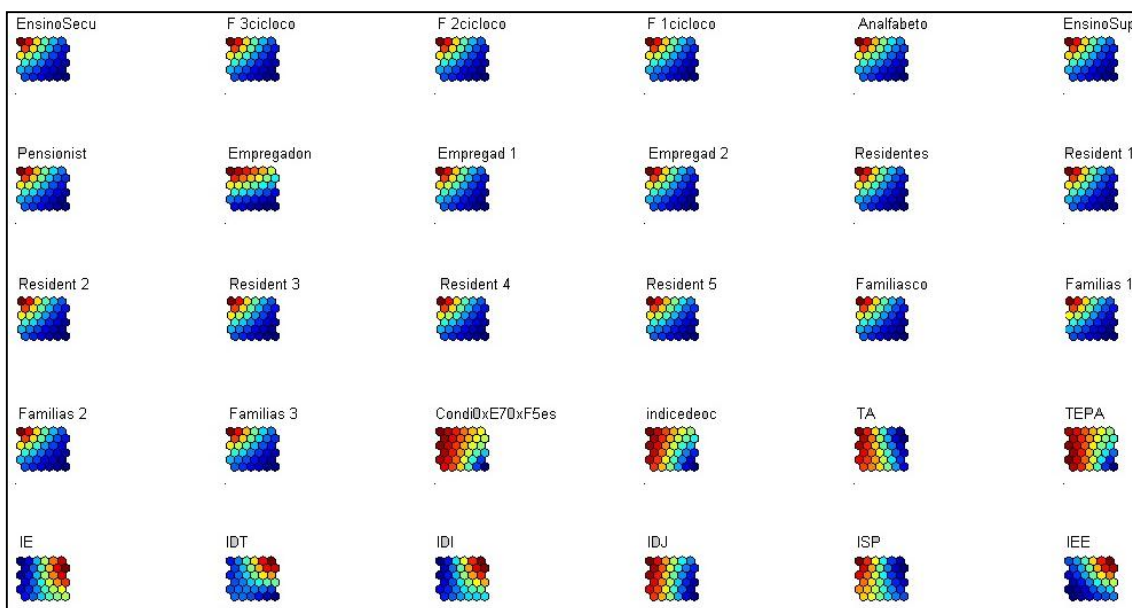 EnsinoSecu F 3cicloco F 2cicloco F 1cicloco Analfabeto EnsinoSup
Pensionist Empregadon Empregad 1 Empregad 2 Residentes Resident 1
Resident 2 Resident 3 Resident 4 Resident 5 Familiasco Familias 1
Familias 2 Familias 3 Condi0xE70xF5es indicedeoc TA TEPA
IE IDT IDI IDJ ISP IEE